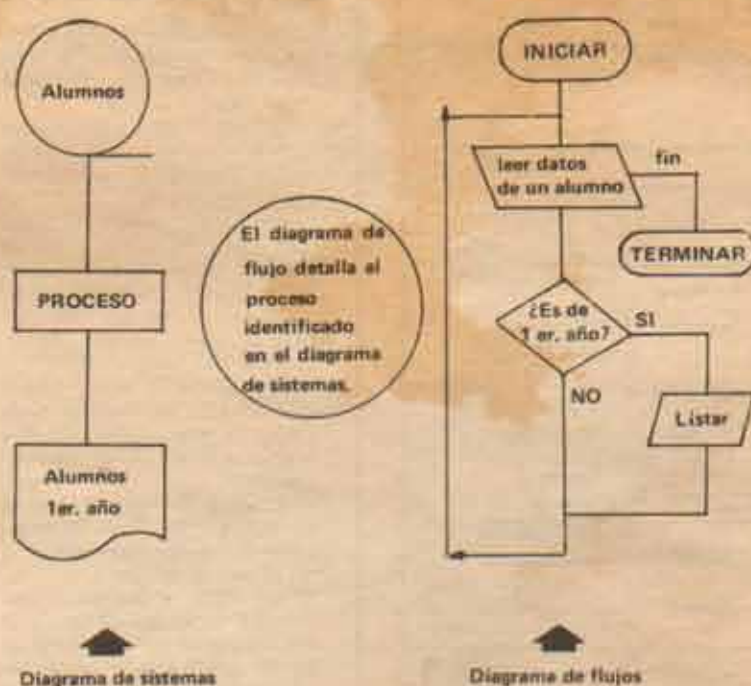 Alumnos
PROCESO
Alumnos
1er. año
Diagrama de sistemas
El diagrama de
flujo detalla al
proceso
identificado
en el diagrama
de sistemas.
INICIAR
leer datos
de un alumno
fin
TERMINAR
¿Es de
1 er. año?
SI
NO
Listar
Diagrama de flujos